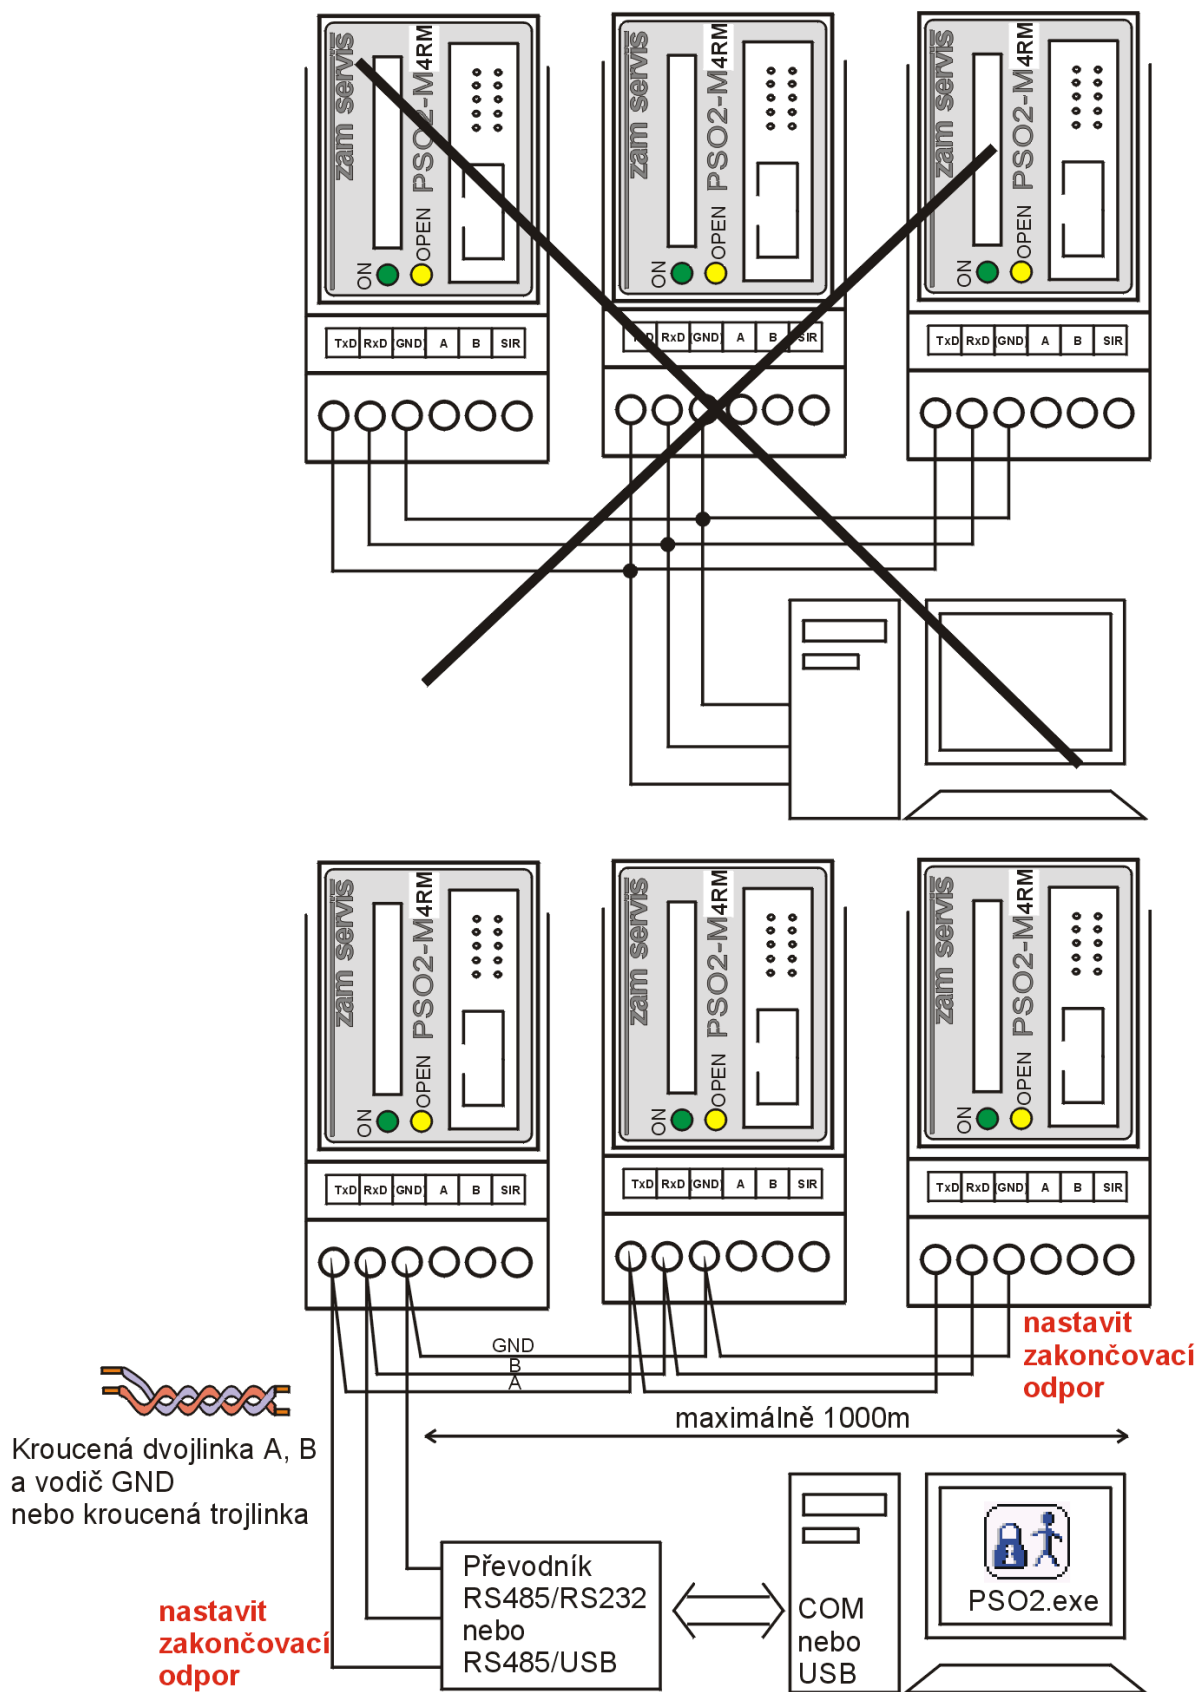 zam servis PSO2-M4RM
ON OPEN
zam servis PSO2-M4RM
ON OPEN
zam servis PSO2-M4RM
ON OPEN
TxD RxD (GND) A B SIR
TxD RxD (GND) A B SIR
TxD RxD (GND) A B SIR
zam servis PSO2-M4RM
ON OPEN
zam servis PSO2-M4RM
ON OPEN
zam servis PSO2-M4RM
ON OPEN
TxD RxD (GND) A B SIR
TxD RxD (GND) A B SIR
TxD RxD (GND) A B SIR
GND
B
A
nastavit
zakončovací
odpor
maximálně 1000m
Kroucená dvojlinka A, B
a vodič GND
nebo kroucená trojlinka
nastavit
zakončovací
odpor
Převodník
RS485/RS232
nebo
RS485/USB
COM
nebo
USB
PSO2.exe